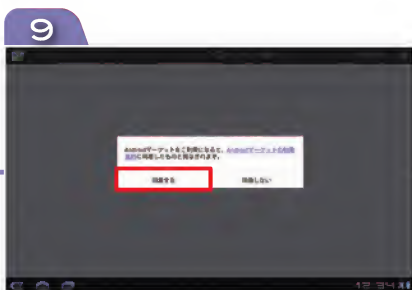 9
Androidマーケットをご利用になると、Androidマーケットの利用
規約に同意したものと見なされます。
同意する
同意しない
12:34